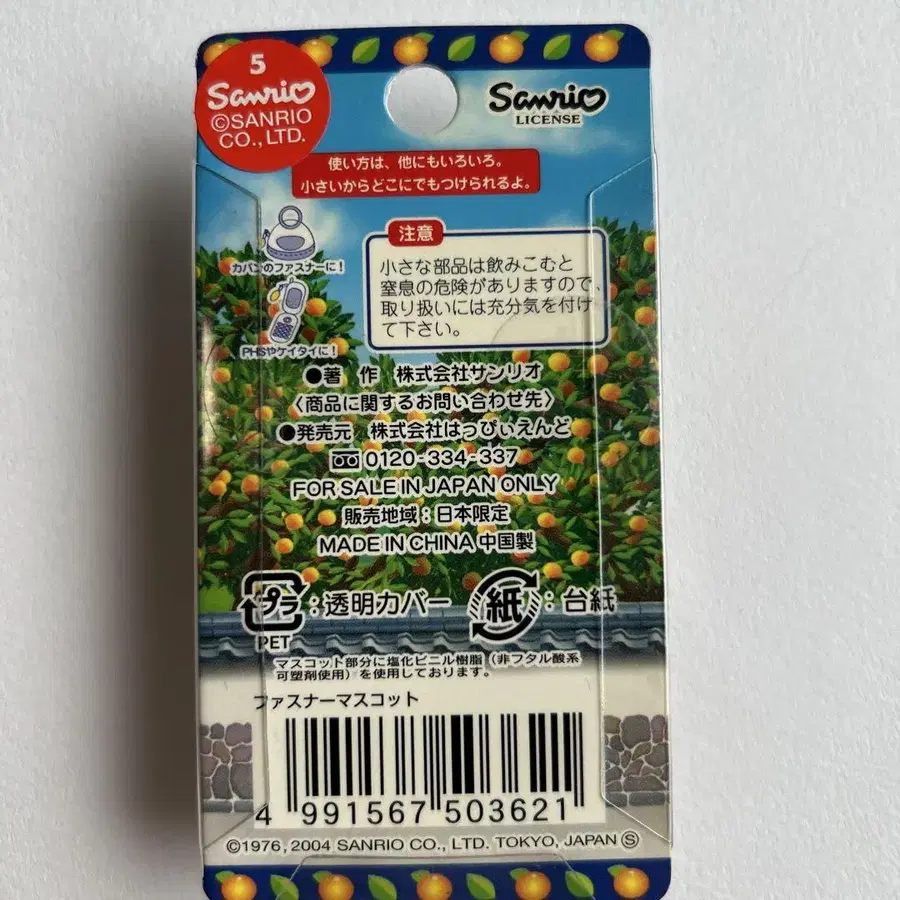 5
Sanrio
©SANRIO
CO., LTD.
Sanrio
LICENSE
使い方は、他にもいろいろ。
小さいからどこにでもつけられるよ。
カバンのファスナーに!
PHSやケイタイに!
注意
小さな部品は飲みこむと
窒息の危険がありますので、
取り扱いには充分気を付け
て下さい。
●著 作 株式会社サンリオ
〈商品に関するお問い合わせ先〉
●発売元 株式会社はっぴぃえんど
0120-334-337
FOR SALE IN JAPAN ONLY
販売地域:日本限定
MADE IN CHINA 中国製
プラ:透明カバー 紙:台紙
PET
マスコット部分に塩化ビニル樹脂(非フタル酸系
可塑剤使用)を使用しております。
ファスナーマスコット
4 991567 503621
©1976, 2004 SANRIO CO., LTD. TOKYO, JAPAN Ⓢ